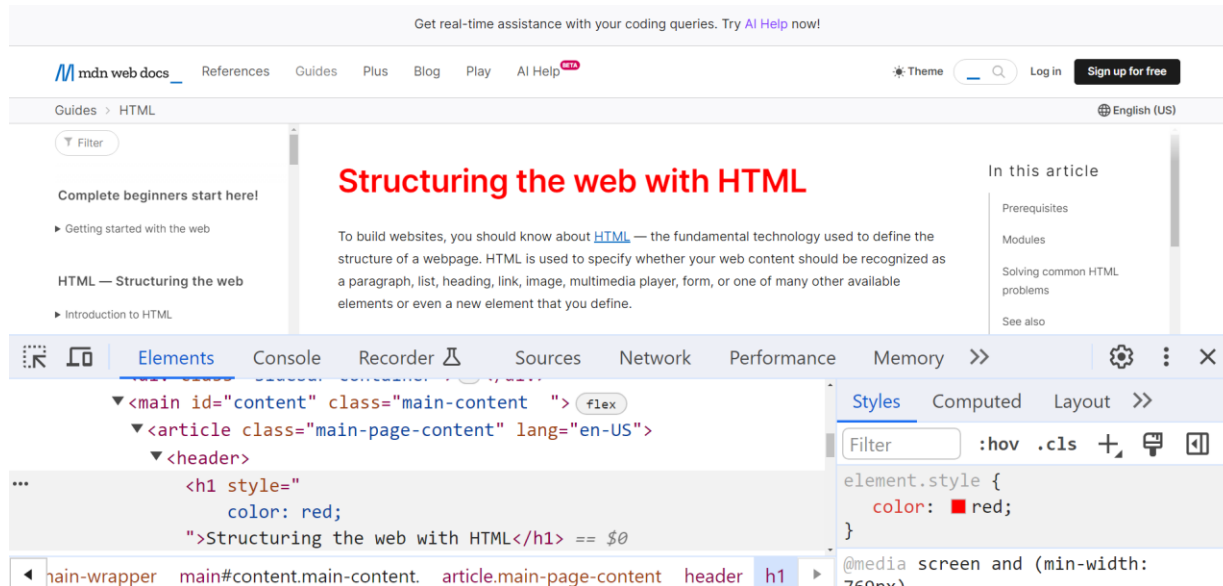 Get real-time assistance with your coding queries. Try AI Help now!
mdn web docs_ References Guides Plus Blog Play AI Help BETA Theme Log in Sign up for free
Guides > HTML English (US)
Filter
Complete beginners start here!
▶ Getting started with the web
HTML — Structuring the web
▶ Introduction to HTML
Structuring the web with HTML
To build websites, you should know about HTML — the fundamental technology used to define the
structure of a webpage. HTML is used to specify whether your web content should be recognized as
a paragraph, list, heading, link, image, multimedia player, form, or one of many other available
elements or even a new element that you define.
In this article
Prerequisites
Modules
Solving common HTML
problems
See also
Elements Console Recorder Sources Network Performance Memory >>
▼<main id="content" class="main-content  "> flex
▼<article class="main-page-content" lang="en-US">
▼<header>
<h1 style="
color: red;
">Structuring the web with HTML</h1> == $0
main-wrapper main#content.main-content. article.main-page-content header h1
Styles Computed Layout >>
Filter :hov .cls +
element.style {
color: red;
}
@media screen and (min-width: